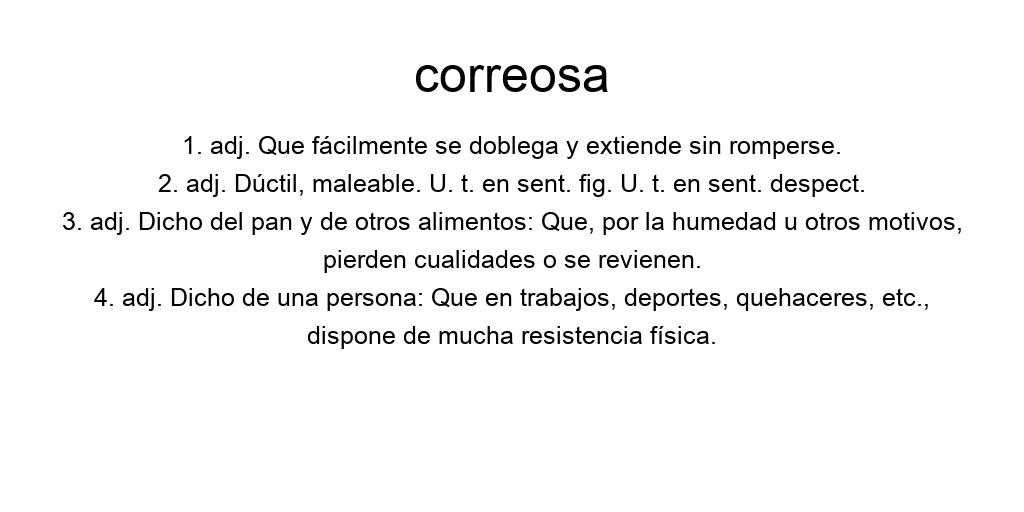 correosa
1. adj. Que fácilmente se doblega y extiende sin romperse.
2. adj. Dúctil, maleable. U. t. en sent. fig. U. t. en sent. despect.
3. adj. Dicho del pan y de otros alimentos: Que, por la humedad u otros motivos,
pierden cualidades o se revienen.
4. adj. Dicho de una persona: Que en trabajos, deportes, quehaceres, etc.,
dispone de mucha resistencia física.